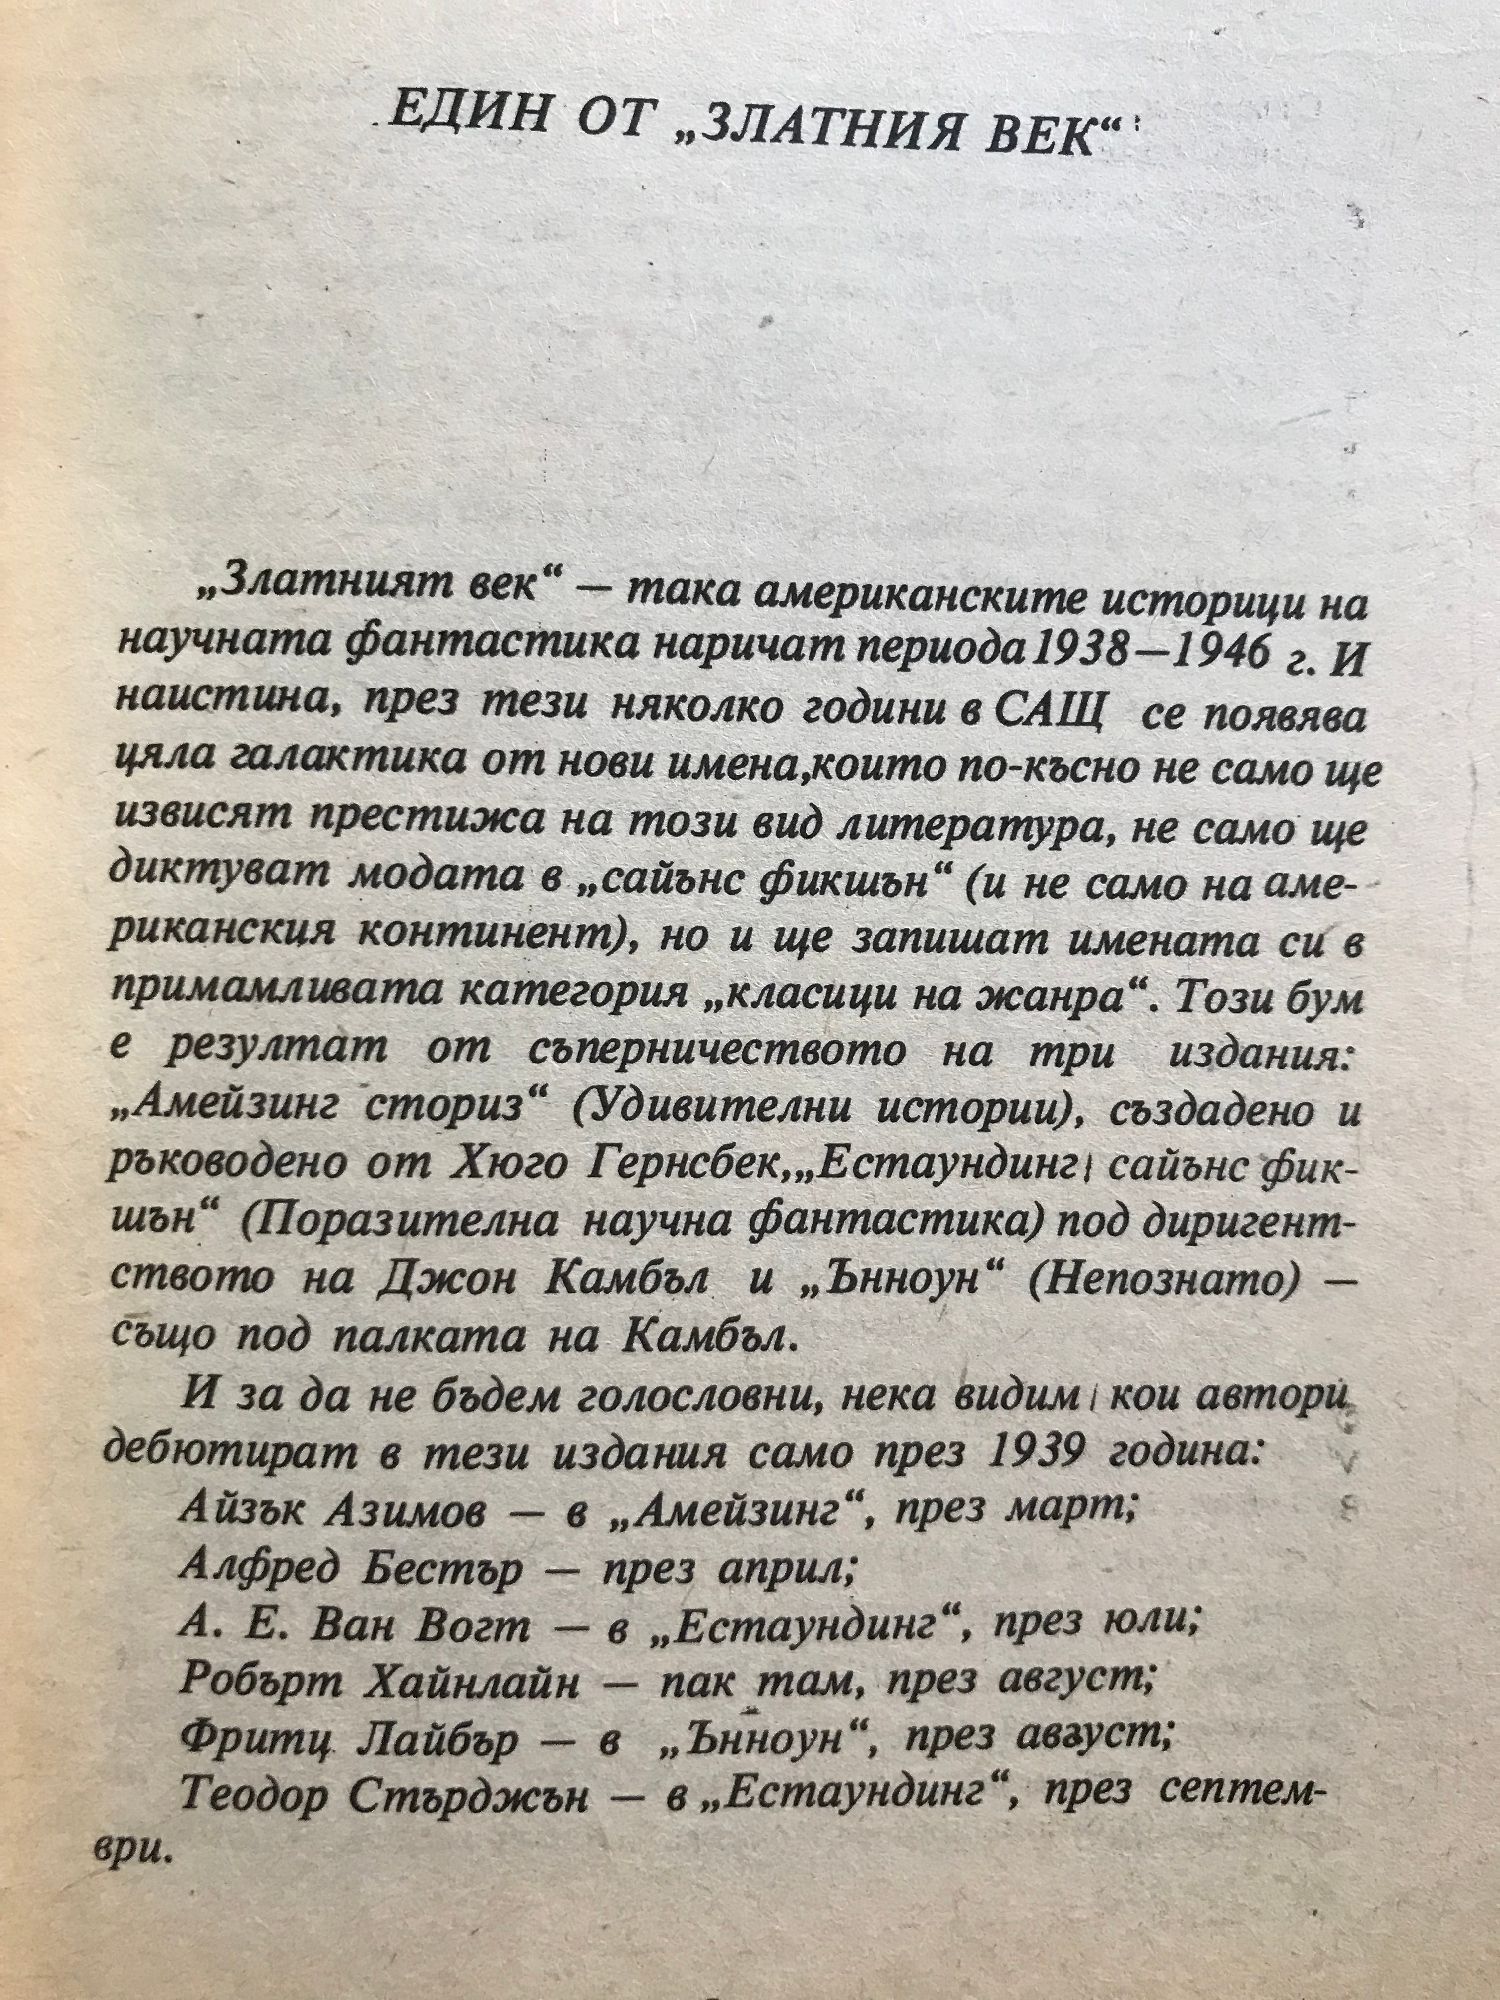 ЕДИН ОТ „ЗЛАТНИЯ ВЕК“
„Златният век“ — така американските историци на
научната фантастика наричат периода 1938—1946 г. И
наистина, през тези няколко години в САЩ се появява
цяла галактика от нови имена,които по-късно не само ще
извисят престижа на този вид литература, не само ще
диктуват модата в „сайънс фикшън“ (и не само на аме-
риканския континент), но и ще запишат имената си в
примамливата категория „класици на жанра“. Този бум
е резултат от съперничеството на три издания:
„Амейзинг сториз“ (Удивителни истории), създадено и
ръководено от Хюго Гернсбек,„Естаундинг сайънс фик-
шън“ (Поразителна научна фантастика) под диригент-
ството на Джон Камбъл и „Ънноун“ (Непознато) —
също под палката на Камбъл.
И за да не бъдем голословни, нека видим кои автори
дебютират в тези издания само през 1939 година:
Айзък Азимов — в „Амейзинг“, през март;
Алфред Бестър — през април;
А. Е. Ван Вогт — в „Естаундинг“, през юли;
Робърт Хайнлайн — пак там, през август;
Фритц Лайбър — в „Ънноун“, през август;
Теодор Стърджън — в „Естаундинг“, през септем-
ври.